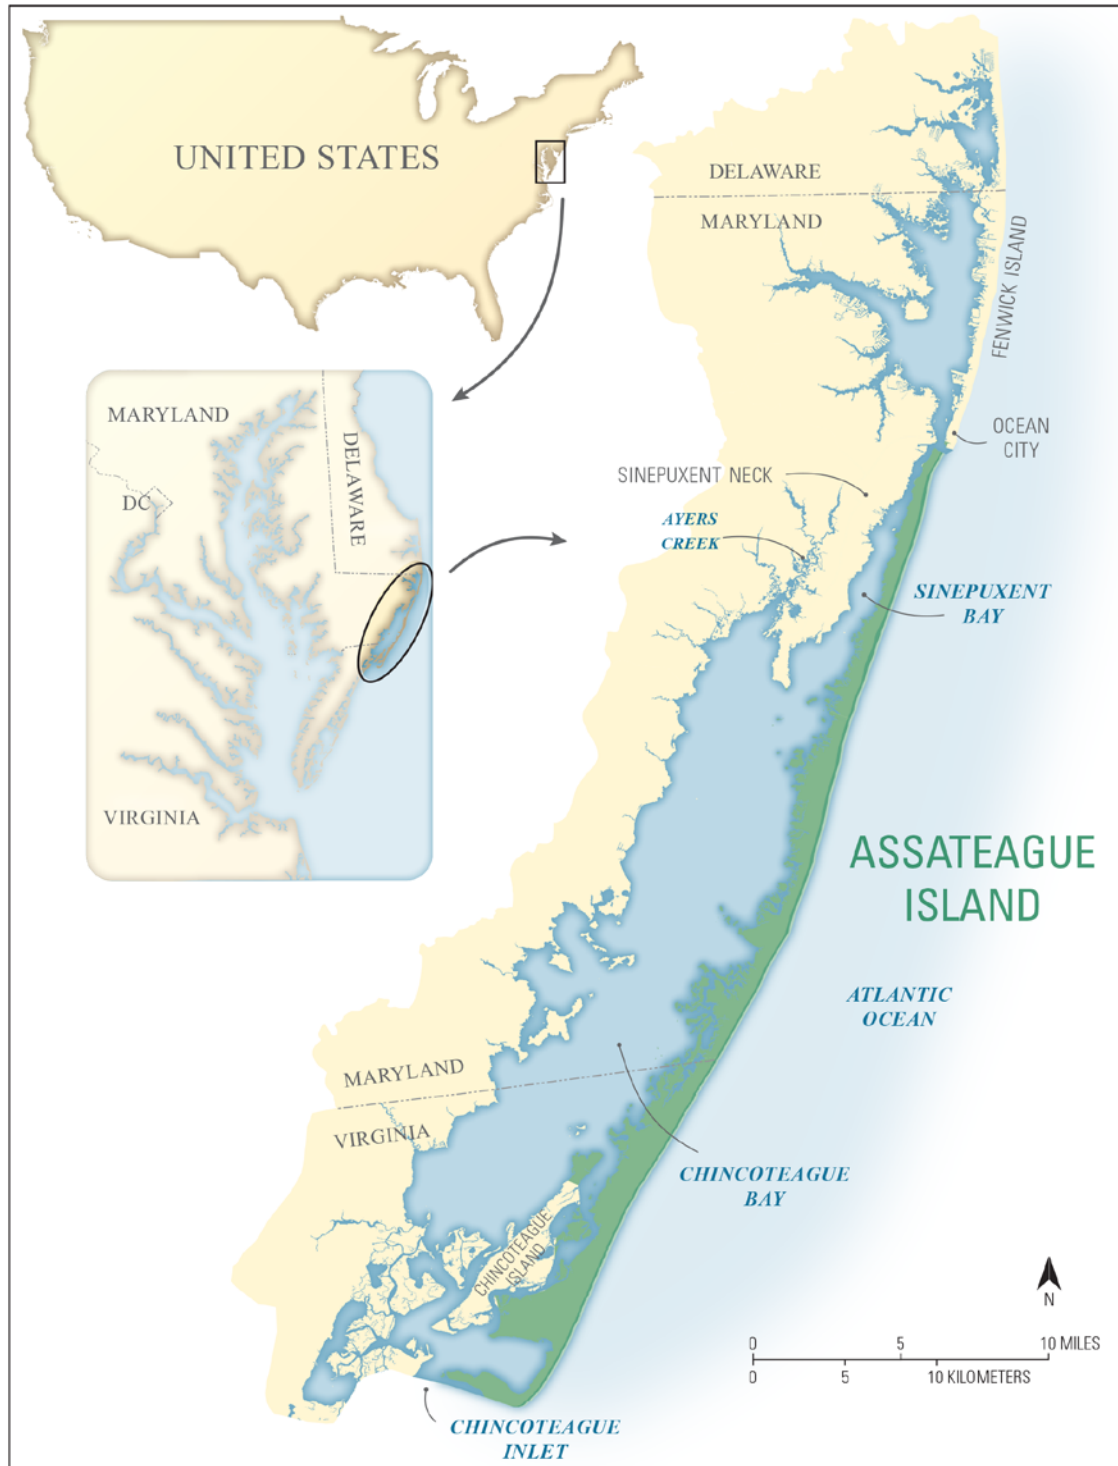 UNITED STATES
MARYLAND
DC
DELAWARE
VIRGINIA
DELAWARE
MARYLAND
FENWICK ISLAND
OCEAN
CITY
SINEPUXENT NECK
AYERS
CREEK
SINEPUXENT
BAY
ASSATEAGUE
ISLAND
ATLANTIC
OCEAN
MARYLAND
VIRGINIA
CHINCOTEAGUE
BAY
CHINCOTEAGUE
ISLAND
N
0 5 10 MILES
0 5 10 KILOMETERS
CHINCOTEAGUE
INLET